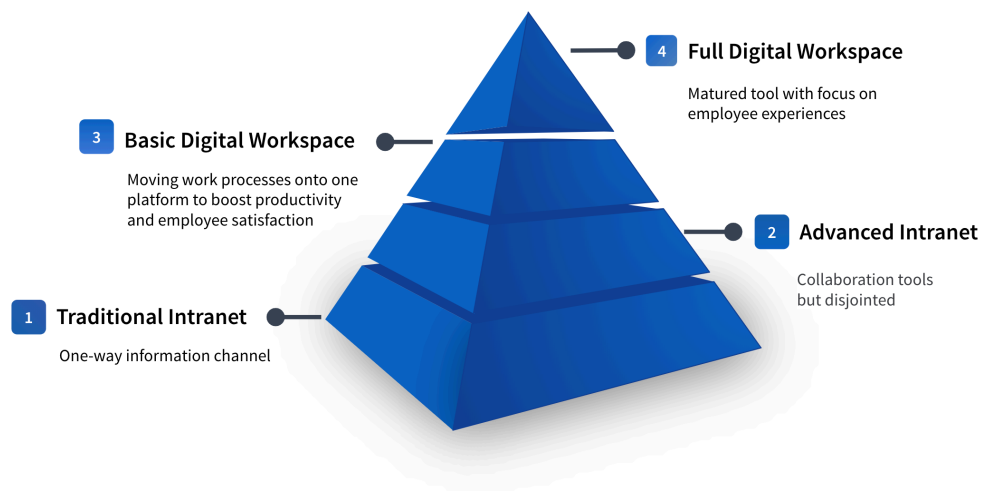 4
Full Digital Workspace
Matured tool with focus on
employee experiences
3
Basic Digital Workspace
Moving work processes onto one
platform to boost productivity
and employee satisfaction
2
Advanced Intranet
Collaboration tools
but disjointed
1
Traditional Intranet
One-way information channel